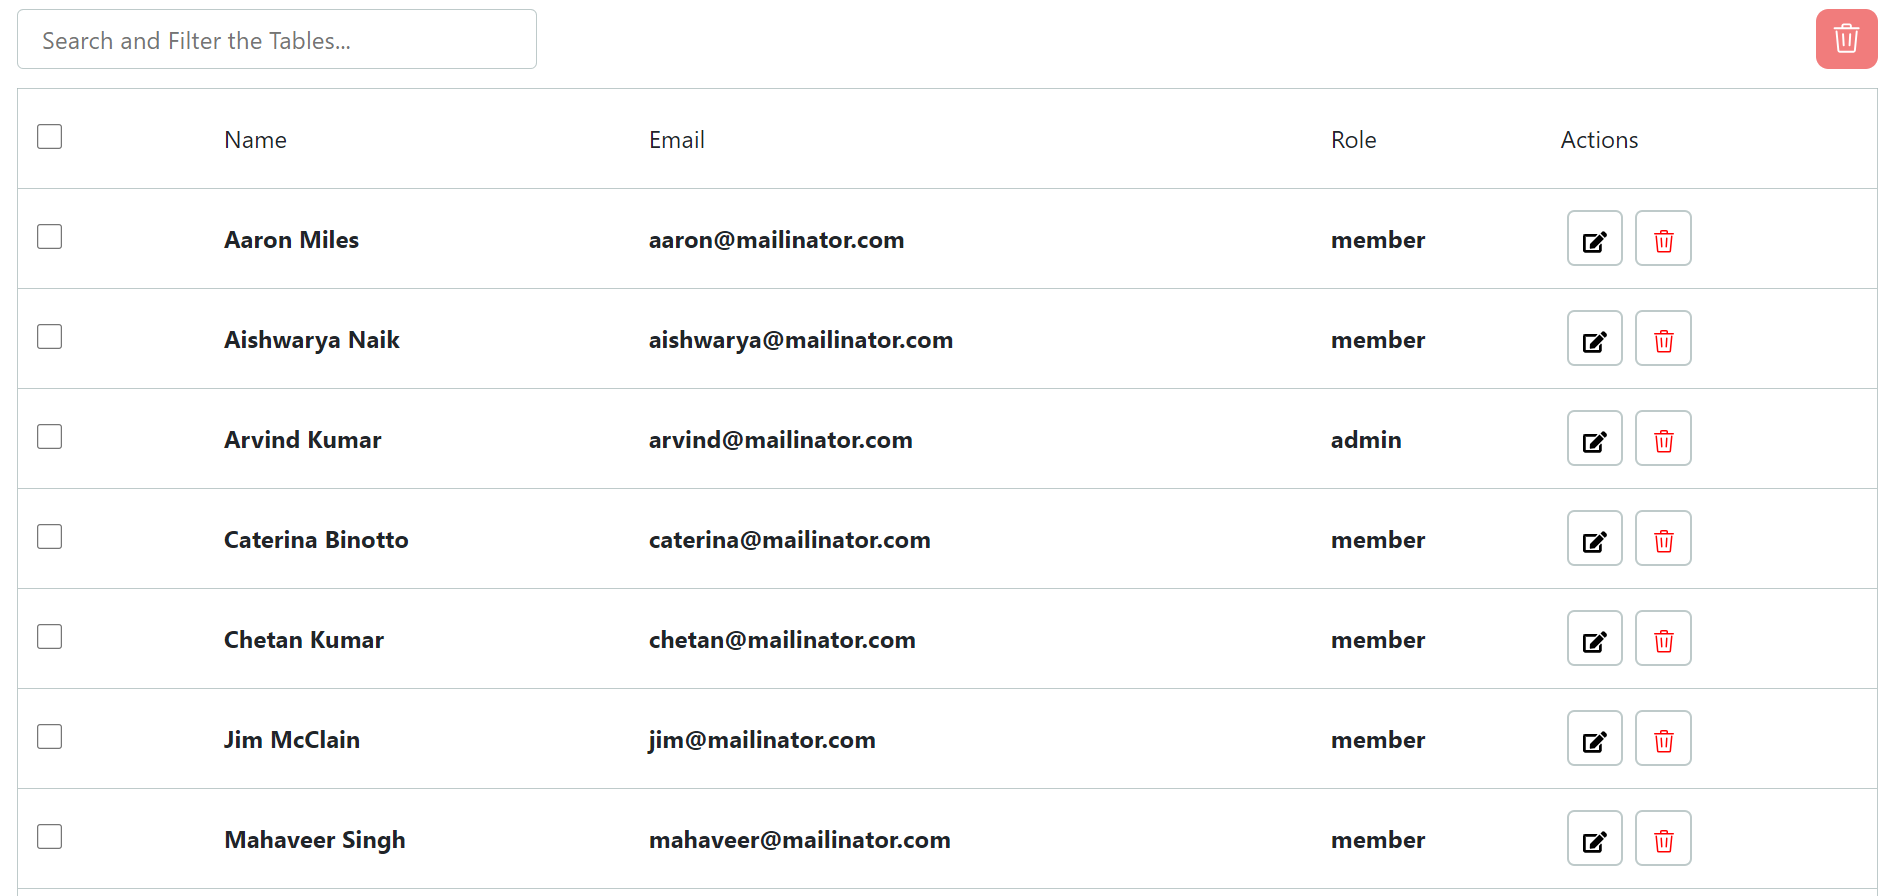 Search and Filter the Tables...
Name Email Role Actions
Aaron Miles aaron@mailinator.com member
Aishwarya Naik aishwarya@mailinator.com member
Arvind Kumar arvind@mailinator.com admin
Caterina Binotto caterina@mailinator.com member
Chetan Kumar chetan@mailinator.com member
Jim McClain jim@mailinator.com member
Mahaveer Singh mahaveer@mailinator.com member